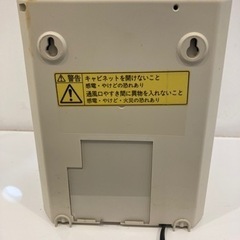 警告
キャビネットを開けないこと
感電・やけどの恐れあり
通風口やすき間に異物を入れないこと
感電・やけど・火災の恐れあり